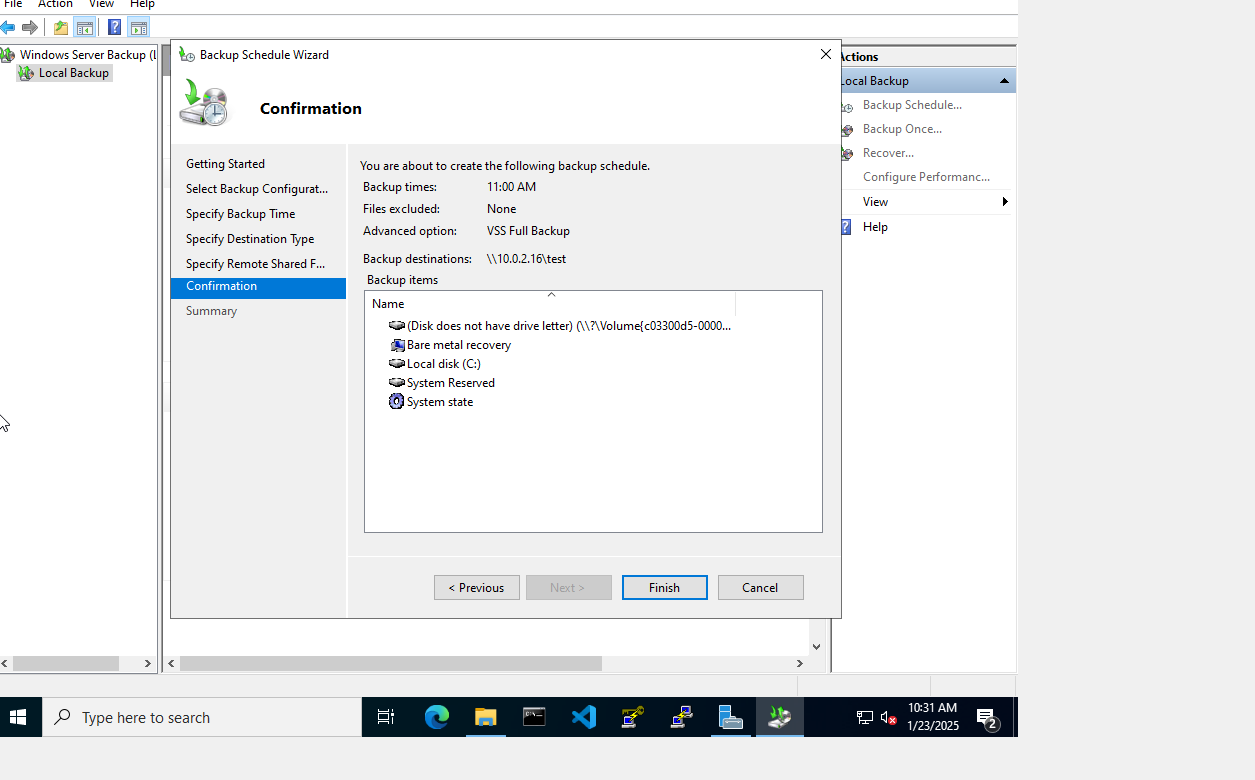 File Action View Help
Windows Server Backup (l
Local Backup
Backup Schedule Wizard
Confirmation
Getting Started
Select Backup Configurat...
Specify Backup Time
Specify Destination Type
Specify Remote Shared F...
Confirmation
Summary
You are about to create the following backup schedule.
Backup times: 11:00 AM
Files excluded: None
Advanced option: VSS Full Backup
Backup destinations: \\10.0.2.16\test
Backup items
Name
(Disk does not have drive letter) (\\?\Volume{c03300d5-0000...
Bare metal recovery
Local disk (C:)
System Reserved
System state
< Previous Next > Finish Cancel
Actions
Local Backup
Backup Schedule...
Backup Once...
Recover...
Configure Performanc...
View
Help
Type here to search
10:31 AM
1/23/2025
2